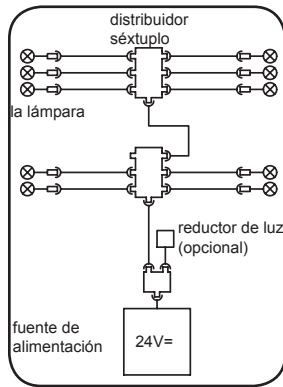 distribuidor
séxtuplo
la lámpara
reductor de luz
(opcional)
fuente de
alimentación
24V=